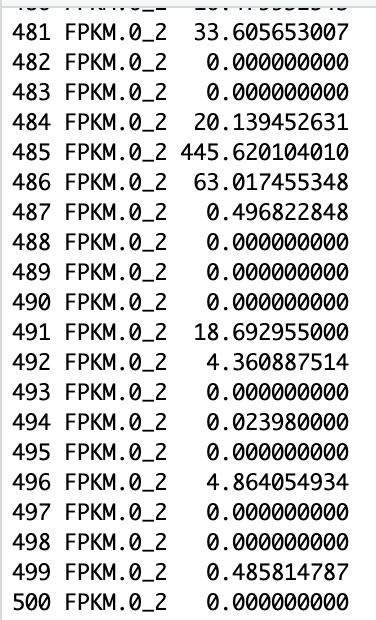 481 FPKM.0_2 33.605653007
482 FPKM.0_2 0.000000000
483 FPKM.0_2 0.000000000
484 FPKM.0_2 20.139452631
485 FPKM.0_2 445.620104010
486 FPKM.0_2 63.017455348
487 FPKM.0_2 0.496822848
488 FPKM.0_2 0.000000000
489 FPKM.0_2 0.000000000
490 FPKM.0_2 0.000000000
491 FPKM.0_2 18.692955000
492 FPKM.0_2 4.360887514
493 FPKM.0_2 0.000000000
494 FPKM.0_2 0.023980000
495 FPKM.0_2 0.000000000
496 FPKM.0_2 4.864054934
497 FPKM.0_2 0.000000000
498 FPKM.0_2 0.000000000
499 FPKM.0_2 0.485814787
500 FPKM.0_2 0.000000000